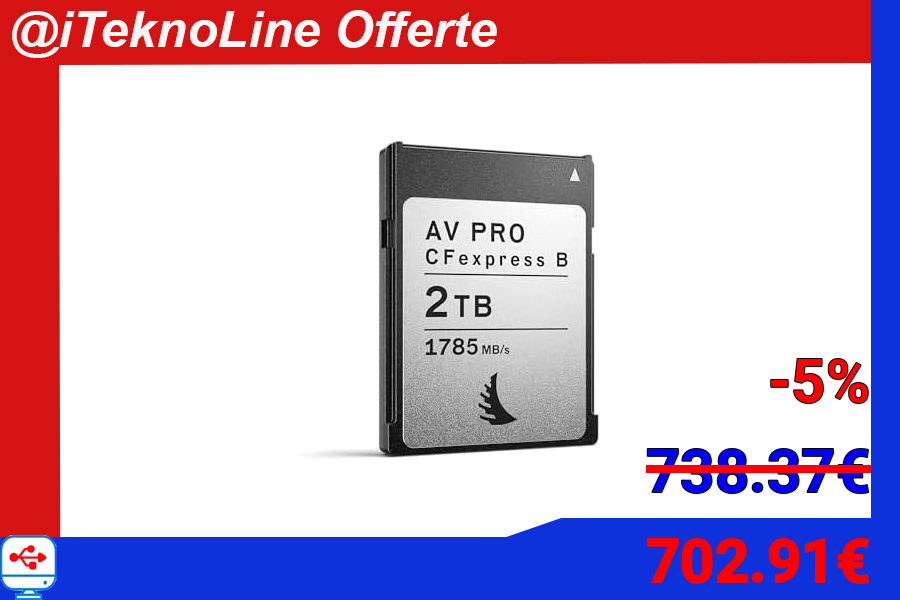 @iTeknoLine Offerte
AV PRO
CFexpress B
2TB
1785 MB/s
-5%
738.37€
702.91€